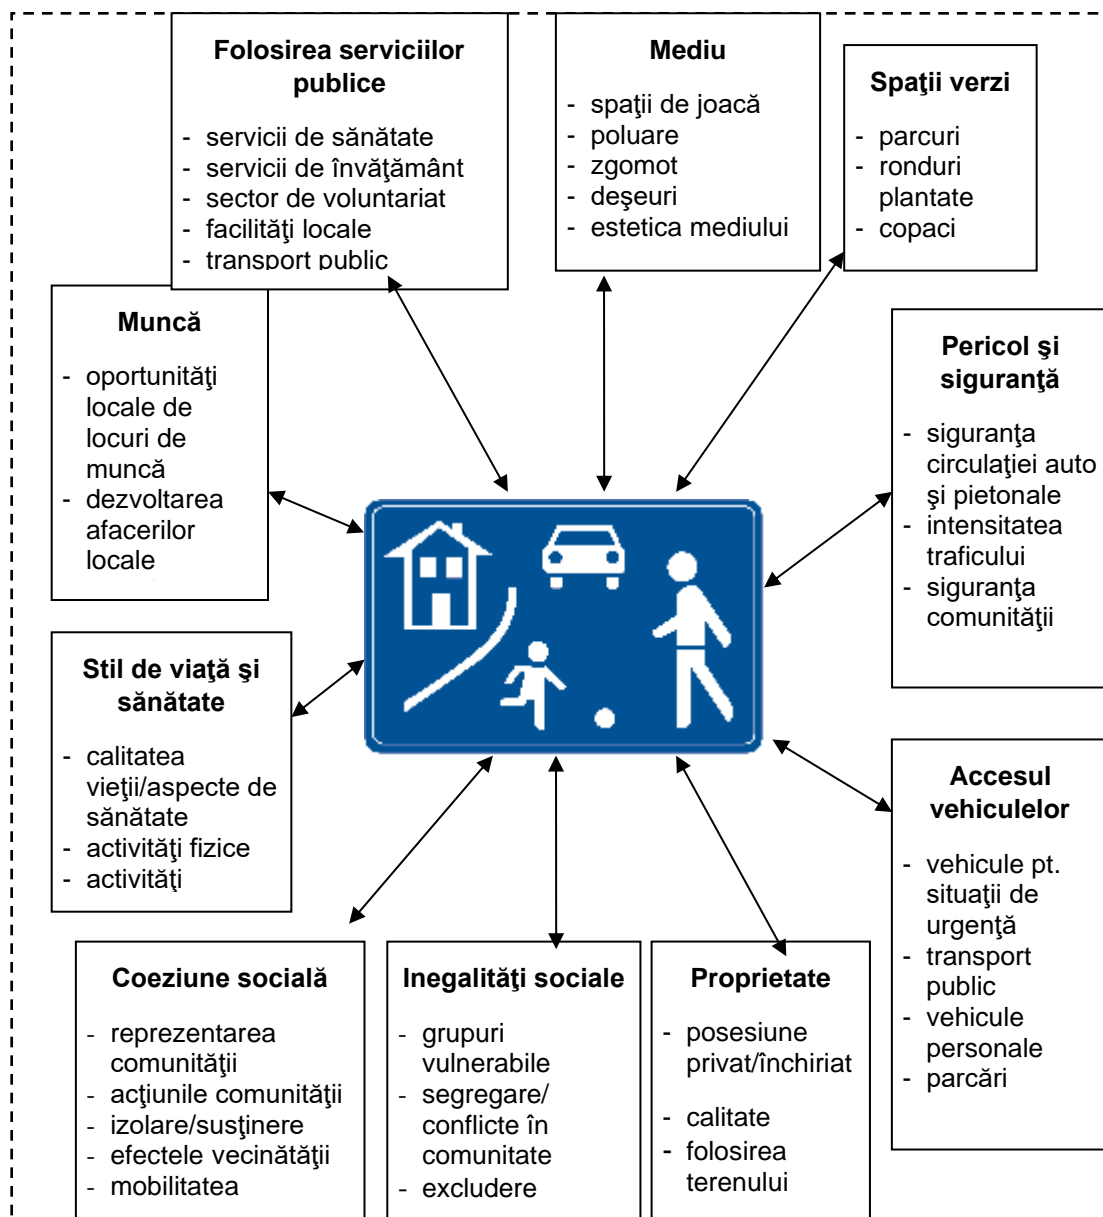 Folosirea serviciilor
publice
- servicii de sănătate
- servicii de învăţământ
- sector de voluntariat
- facilităţi locale
- transport public
Mediu
- spaţii de joacă
- poluare
- zgomot
- deşeuri
- estetica mediului
Spaţii verzi
- parcuri
- ronduri
plantate
- copaci
Muncă
- oportunităţi
locale de
locuri de
muncă
- dezvoltarea
afacerilor
locale
Pericol şi
siguranţă
- siguranţa
circulaţiei auto
şi pietonale
- intensitatea
traficului
- siguranţa
comunităţii
Stil de viaţă şi
sănătate
- calitatea
vieţii/aspecte de
sănătate
- activităţi fizice
- activităţi
Accesul
vehiculelor
- vehicule pt.
situaţii de
urgenţă
- transport
public
- vehicule
personale
- parcări
Coeziune socială
- reprezentarea
comunităţii
- acţiunile comunităţii
- izolare/susţinere
- efectele vecinătăţii
- mobilitatea
Inegalităţi sociale
- grupuri
vulnerabile
- segregare/
conflicte în
comunitate
- excludere
Proprietate
- posesiune
privat/închiriat
- calitate
- folosirea
terenului